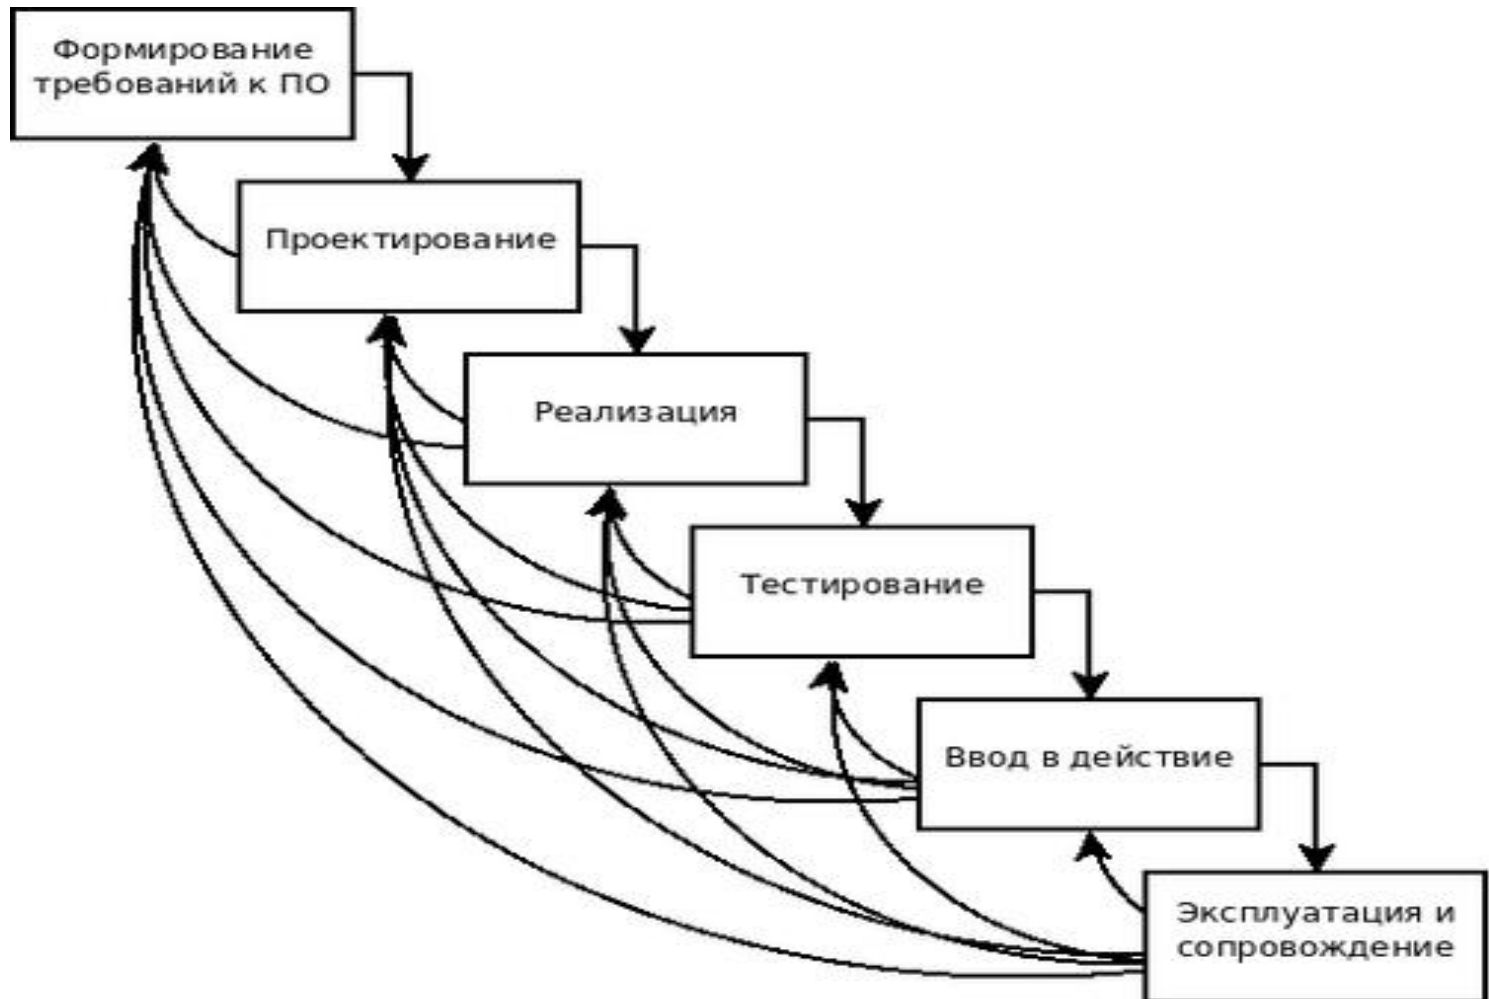 Формирование
требований к ПО
Проектирование
Реализация
Тестирование
Ввод в действие
Эксплуатация и
сопровождение